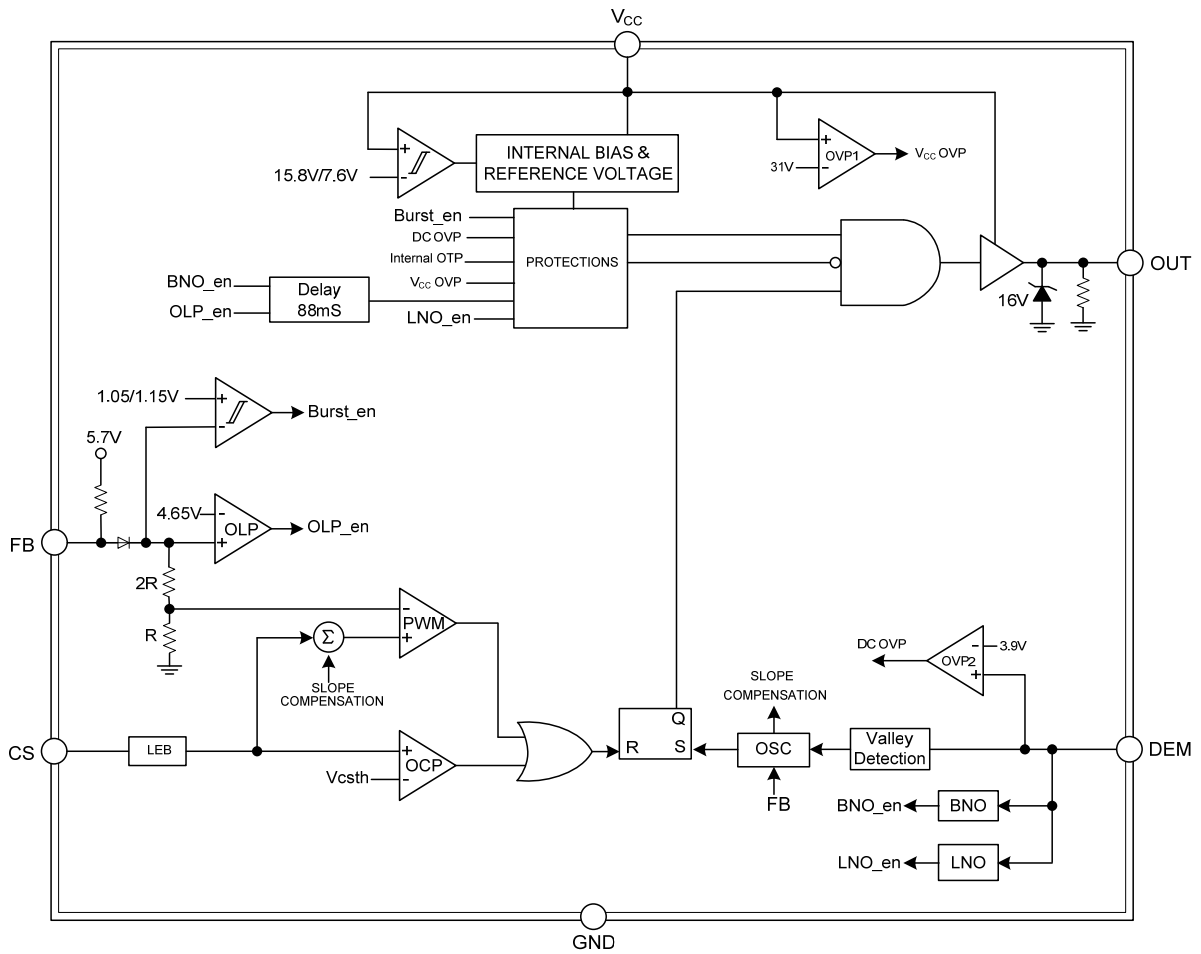 VCC
15.8V/7.6V
+
-
INTERNAL BIAS &
REFERENCE VOLTAGE
31V
+
-
OVP1
VCC OVP
Burst_en
DC OVP
Internal OTP
VCC OVP
LNO_en
PROTECTIONS
BNO_en
OLP_en
Delay
88mS
16V
OUT
1.05/1.15V
+
-
Burst_en
5.7V
4.65V
-
+
OLP
OLP_en
FB
2R
R
Σ
SLOPE
COMPENSATION
-
+
PWM
CS
LEB
Vcsth
+
-
OCP
Q
R
S
SLOPE
COMPENSATION
OSC
FB
Valley
Detection
DC OVP
OVP2
-
+
3.9V
DEM
BNO_en
BNO
LNO_en
LNO
GND